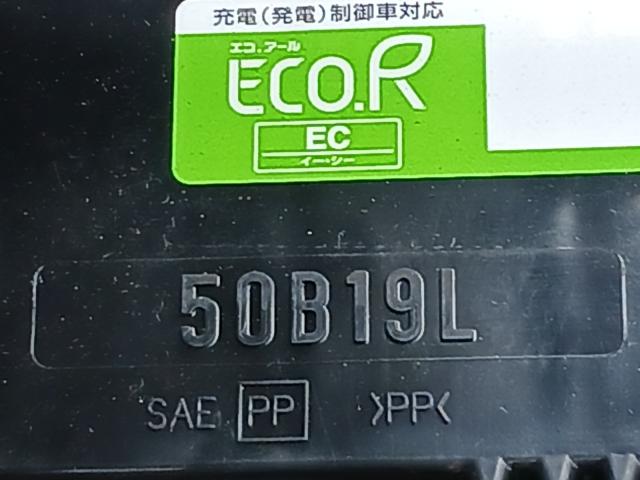 充電(発電)制御車対応
エコ.アール
ECO.R
EC
イー・シー
50B19L
SAE PP >PP<